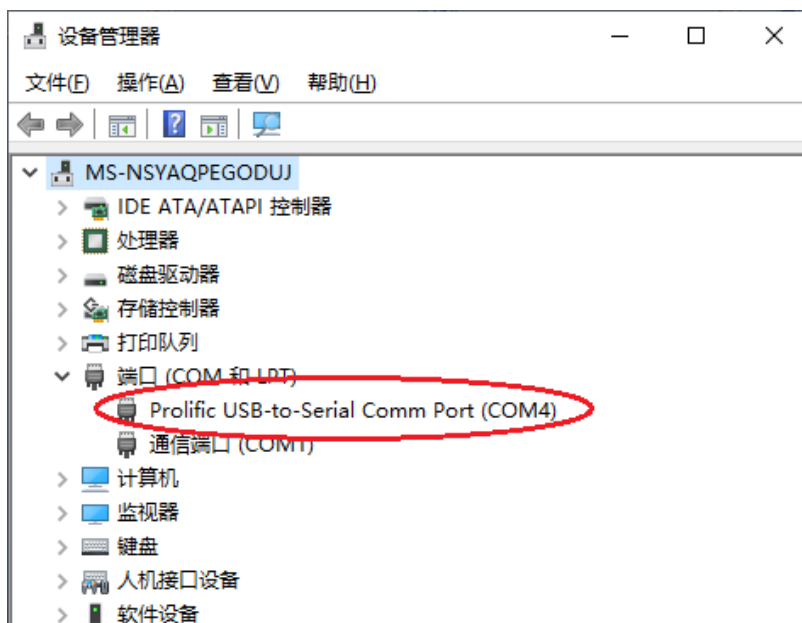 设备管理器
文件(F) 操作(A) 查看(V) 帮助(H)
MS-NSYAQPEGODUJ
IDE ATA/ATAPI 控制器
处理器
磁盘驱动器
存储控制器
打印队列
端口 (COM 和 LPT)
Prolific USB-to-Serial Comm Port (COM4)
通信端口 (COM1)
计算机
监视器
键盘
人机接口设备
软件设备